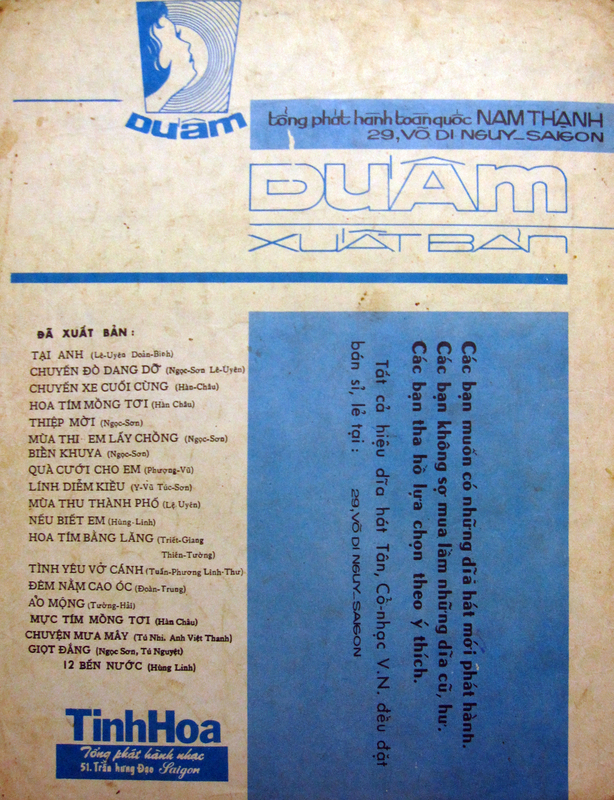 DƯÂM
tổng phát hành toàn quốc NAM THẠNH
29, VÕ DI NGUY_ SAIGON
DƯÂM
XUẤT BẢN
ĐÃ XUẤT BẢN :
TẠI ANH (Lê-Uyên Doãn-Bình)
CHUYẾN ĐÒ DANG DỞ (Ngọc-Sơn Lê-Uyên)
CHUYẾN XE CUỐI CÙNG (Hàn-Châu)
HOA TÍM MỒNG TƠI (Hàn Châu)
THIỆP MỜI (Ngọc-Sơn)
MÙA THI EM LẤY CHỒNG (Ngọc-Sơn)
BIỂN KHUYA (Ngọc-Sơn)
QUÀ CƯỚI CHO EM (Phượng-Vũ)
LÍNH DIỄM KIỀU (Y-Vũ Túc-Sơn)
MÙA THU THÀNH PHỐ (Lê Uyên)
NẾU BIẾT EM (Hùng-Linh)
HOA TÍM BẰNG LĂNG (Triết-Giang
Thiên-Tường)
TÌNH YÊU VỖ CÁNH (Tuấn-Phương Linh-Thư)
ĐÊM NẰM CAO ỐC (Đoàn-Trung)
ẢO MỘNG (Tường-Hải)
MỰC TÍM MỒNG TƠI (Hàn Châu)
CHUYỆN MƯA MÂY (Tú Nhi, Anh Việt Thanh)
GIỌT ĐẮNG (Ngọc Sơn, Tú Nguyệt)
12 BẾN NƯỚC (Hùng Linh)
Các bạn muốn có những dĩa hát mới phát hành.
Các bạn không sợ mua lầm những dĩa cũ, hư.
Các bạn tha hồ lựa chọn theo ý thích.
Tất cả hiệu dĩa hát Tân, Cổ-nhạc V.N. đều đặt
bán sỉ, lẻ tại : 29, VÕ DI NGUY_ SAIGON
TinhHoa
Tổng phát hành nhạc
51. Trần hưng Đạo Saigon